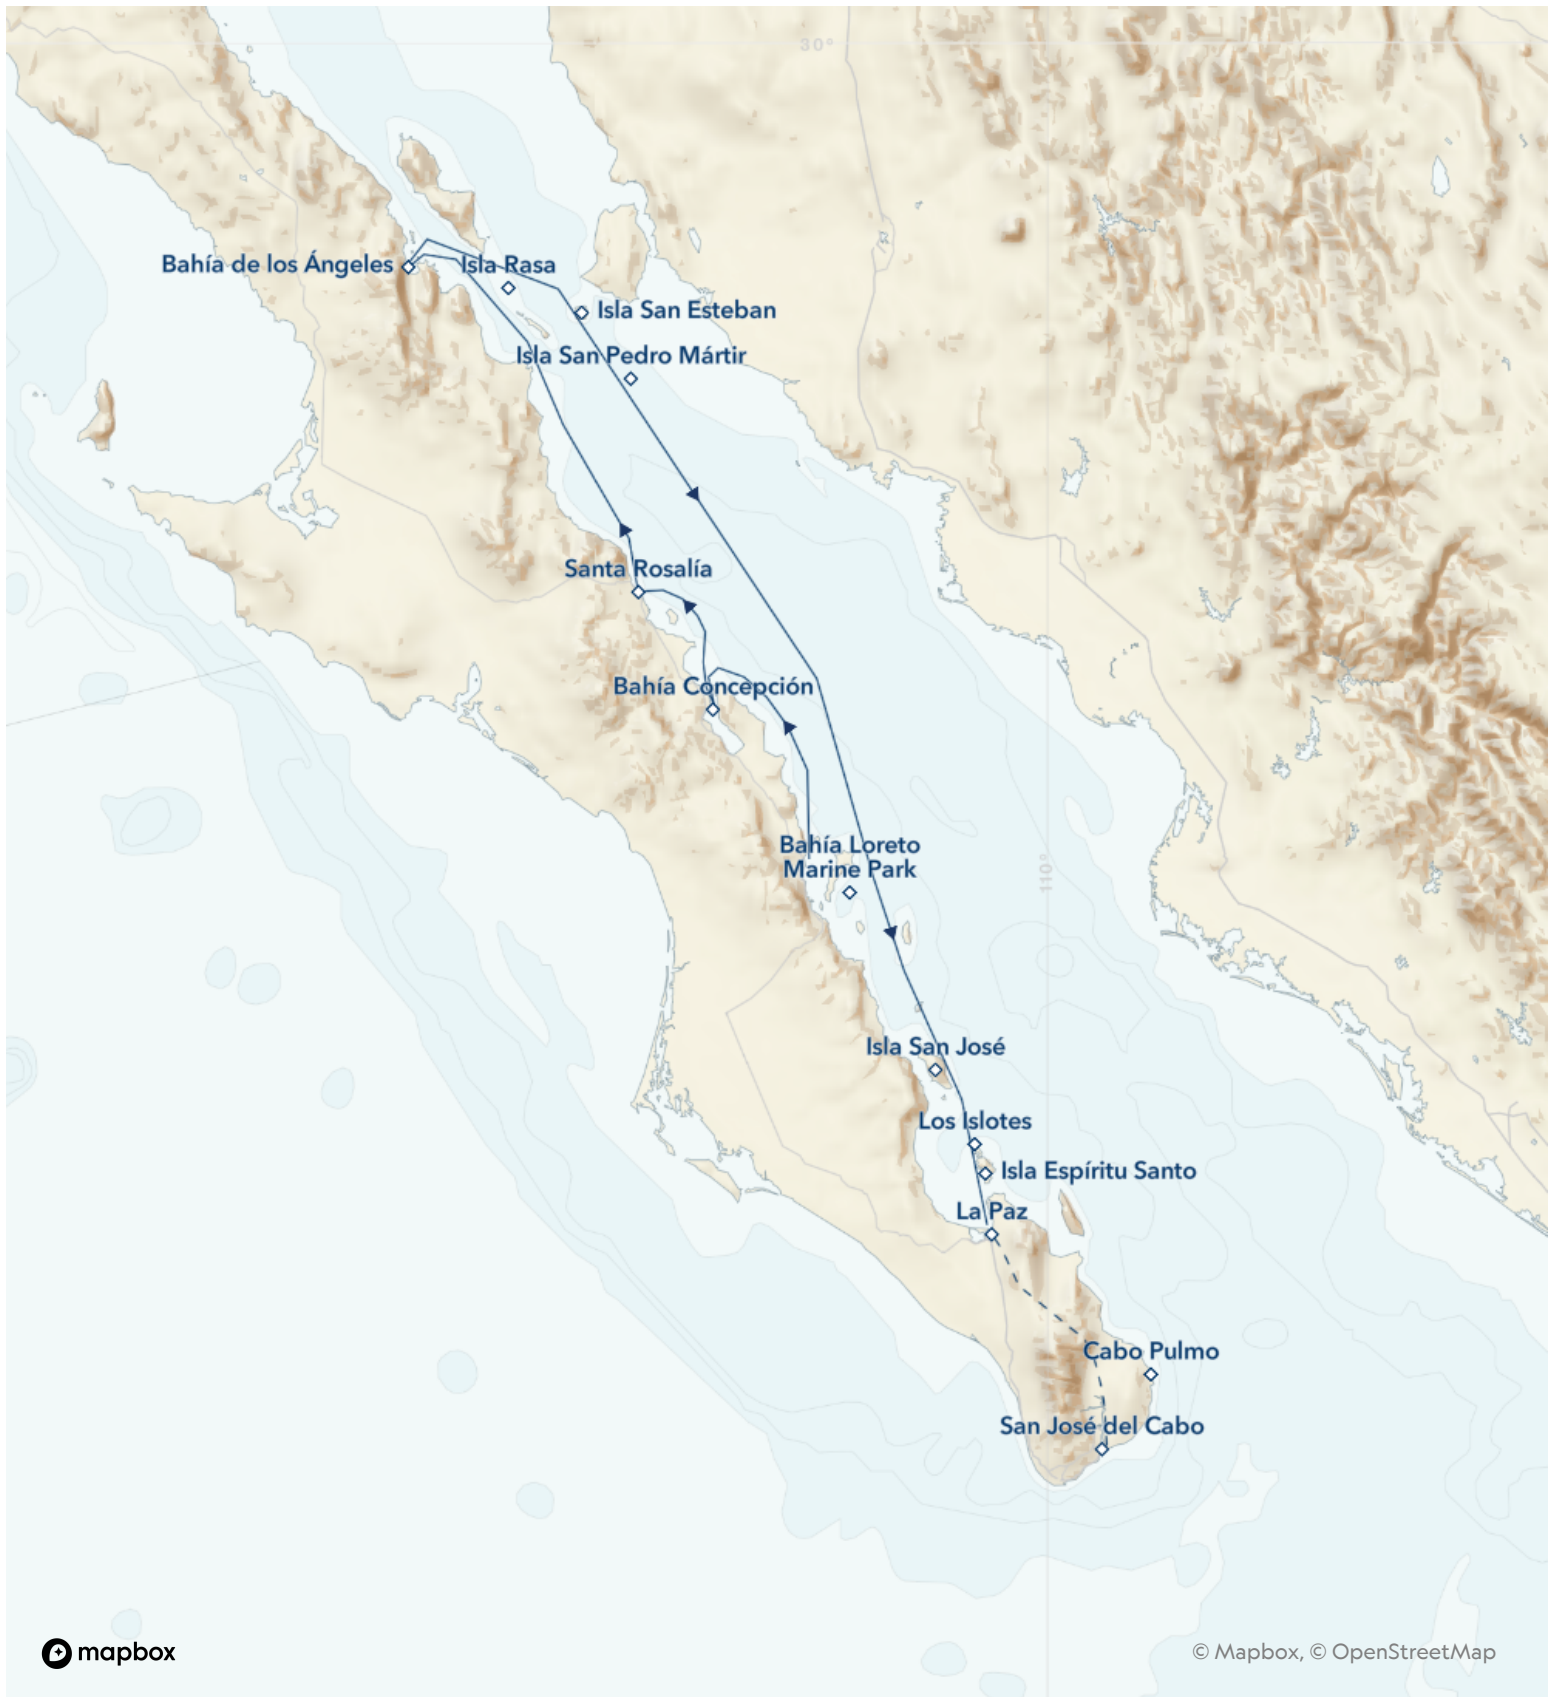 30°
Bahía de los Ángeles
Isla Rasa
Isla San Esteban
Isla San Pedro Mártir
Santa Rosalía
Bahía Concepción
Bahía Loreto
Marine Park
110°
Isla San José
Los Islotes
Isla Espíritu Santo
La Paz
Cabo Pulmo
San José del Cabo
mapbox
© Mapbox, © OpenStreetMap